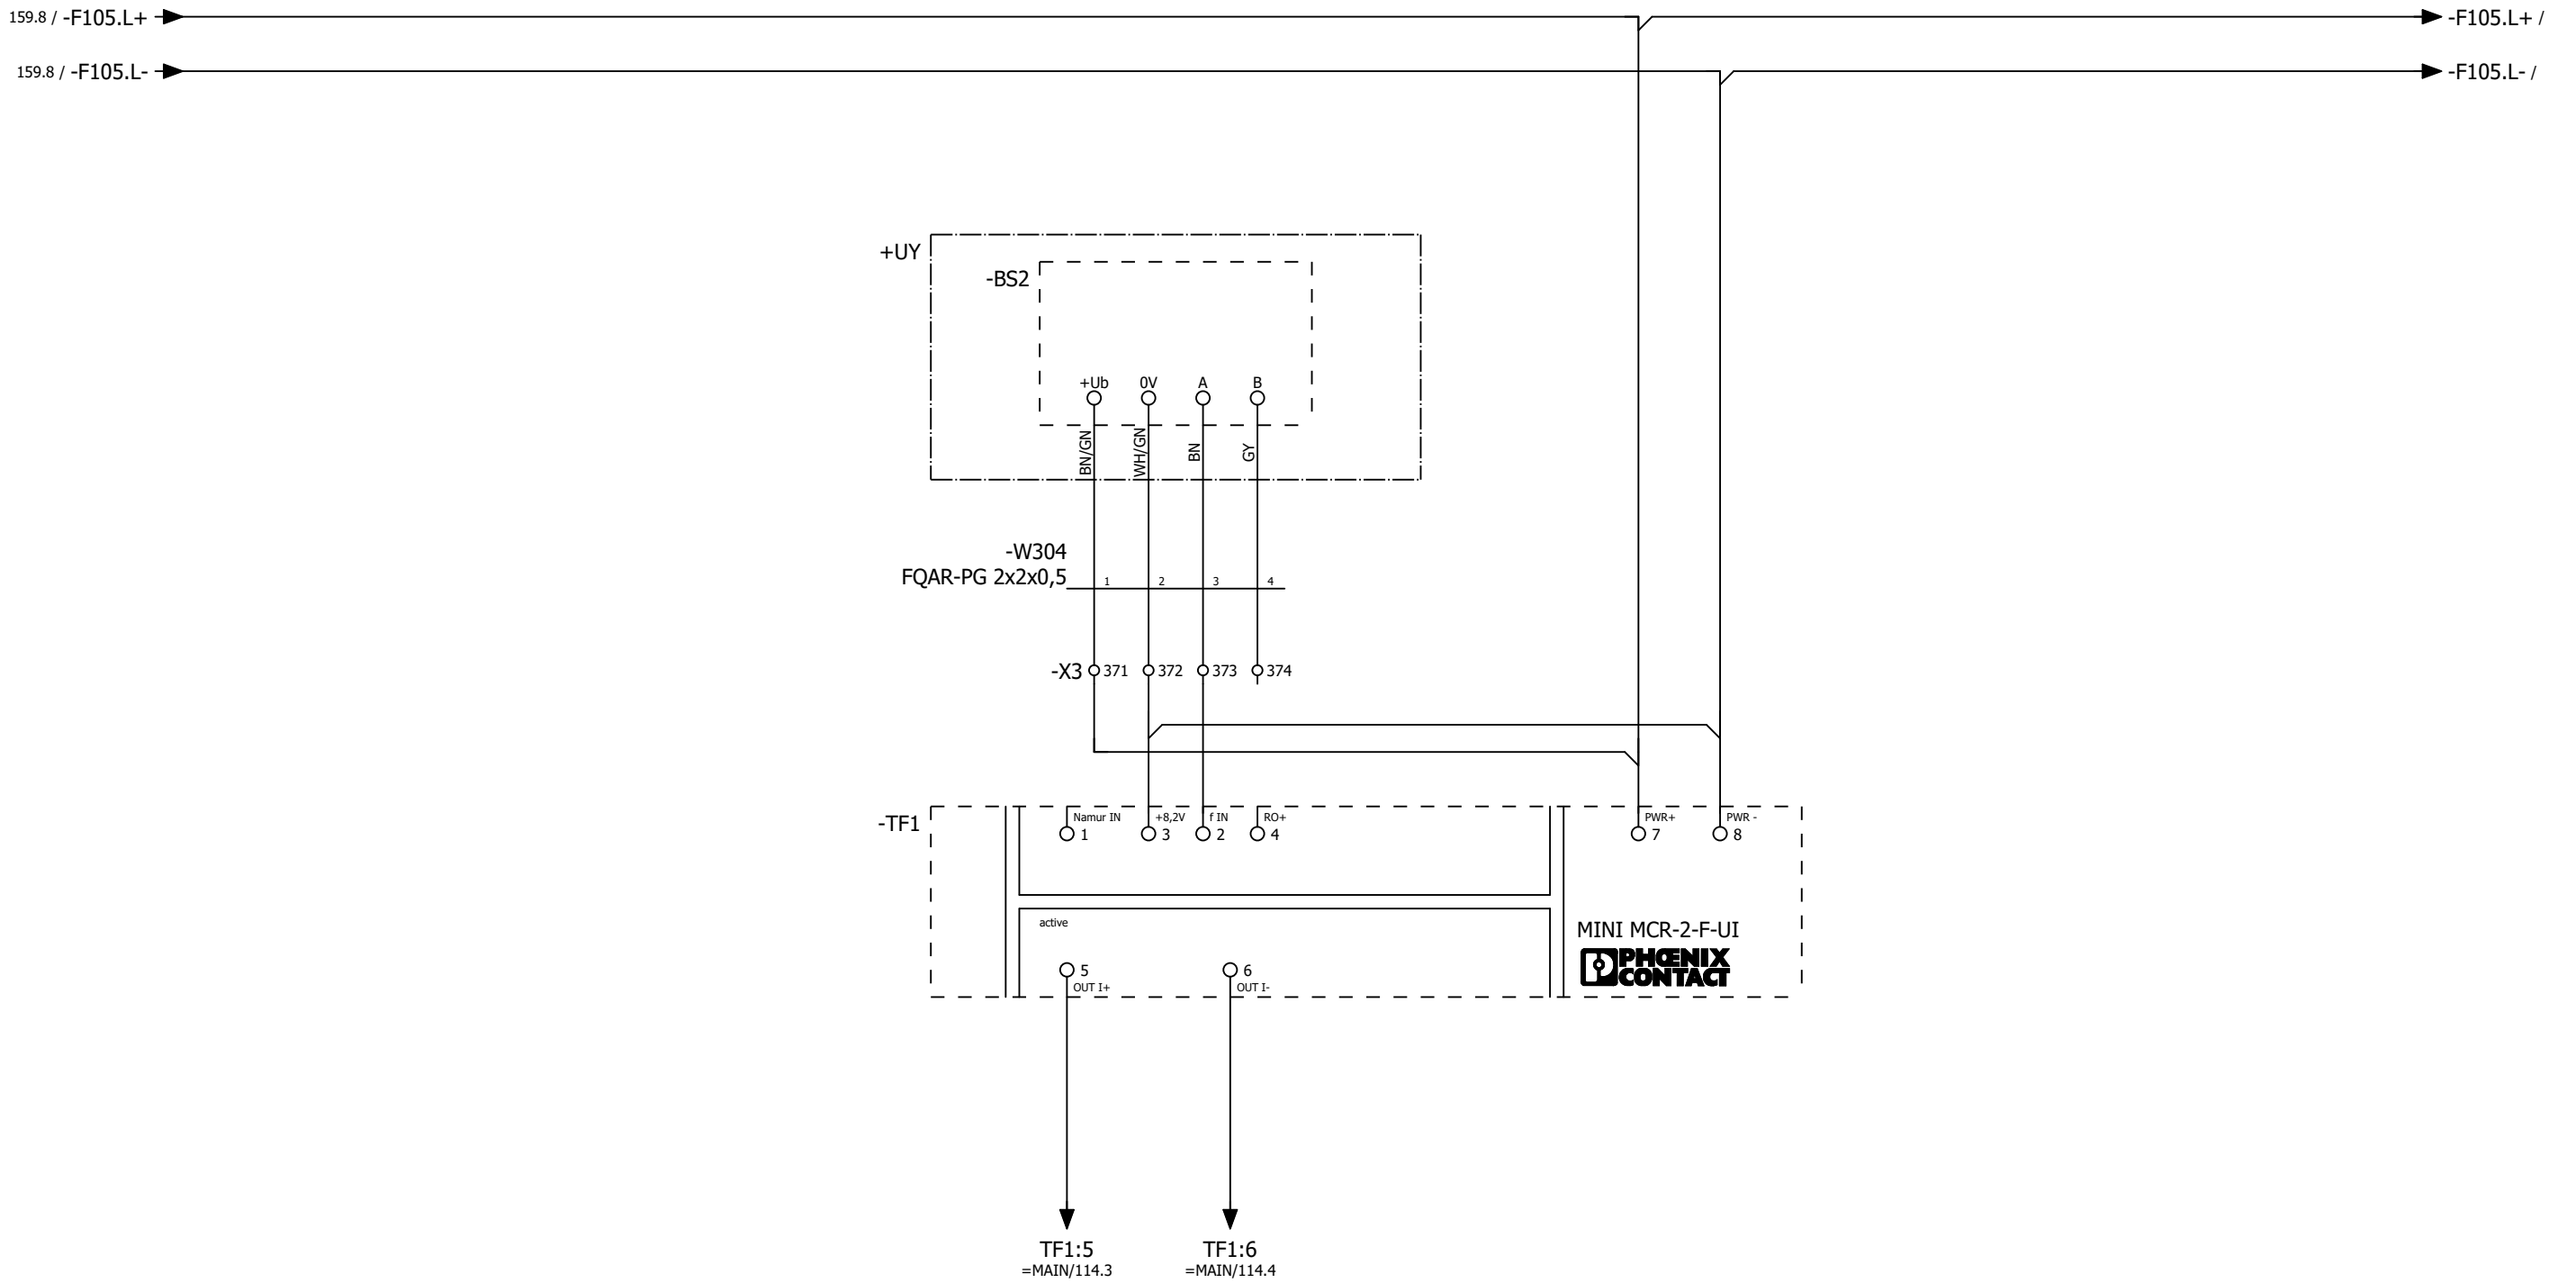 159.8 / -F105.L+
-F105.L+ /
159.8 / -F105.L-
-F105.L- /
+UY
-BS2
+Ub 0V A B
BN/GN WH/GN BN GY
-W304
FQAR-PG 2x2x0,5
1 2 3 4
-X3 371 372 373 374
-TF1
Namur IN +8,2V f IN RO+ PWR+ PWR -
1 3 2 4 7 8
active
MINI MCR-2-F-UI
PHŒNIX
CONTACT
5 6
OUT I+ OUT I-
TF1:5 TF1:6
=MAIN/114.3 =MAIN/114.4